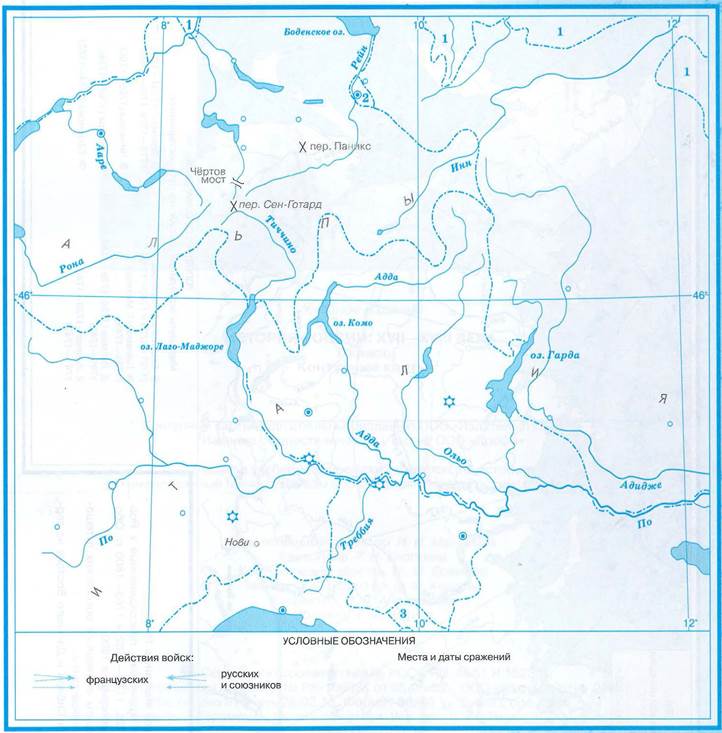 8°
1
Боденское оз.
1
1
12°
1
Рейн
2
Ааре
пер. Паникс
Чёртов
мост
Инн
пер. Сен-Готард
А Л Ь П Ы
Тиччино
Рона
Адда
46°
46°
оз. Комо
оз. Лаго-Маджоре
оз. Гарда
И Т А Л И Я
Адда
Ольо
Адидже
По
По
Треббия
Нови
3
8°
10°
10°
12°
УСЛОВНЫЕ ОБОЗНАЧЕНИЯ
Действия войск:
Места и даты сражений
французских
русских
и союзников